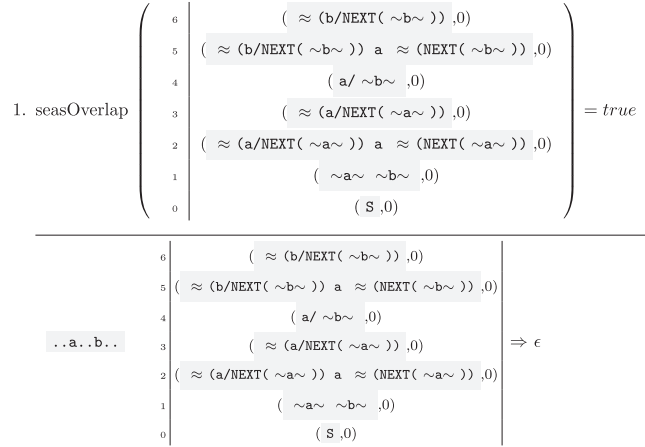 6 ( ≈ (b/NEXT( ∼b∼ )) ,0)
5 ( ≈ (b/NEXT( ∼b∼ )) a ≈ (NEXT( ∼b∼ )) ,0)
4 ( a/ ∼b∼ ,0)
1. seasOverlap 3 ( ≈ (a/NEXT( ∼a∼ )) ,0) = true
2 ( ≈ (a/NEXT( ∼a∼ )) a ≈ (NEXT( ∼a∼ )) ,0)
1 ( ∼a∼ ∼b∼ ,0)
0 ( S ,0)
6 ( ≈ (b/NEXT( ∼b∼ )) ,0)
5 ( ≈ (b/NEXT( ∼b∼ )) a ≈ (NEXT( ∼b∼ )) ,0)
4 ( a/ ∼b∼ ,0)
..a..b.. 3 ( ≈ (a/NEXT( ∼a∼ )) ,0) ⇒ ϵ
2 ( ≈ (a/NEXT( ∼a∼ )) a ≈ (NEXT( ∼a∼ )) ,0)
1 ( ∼a∼ ∼b∼ ,0)
0 ( S ,0)